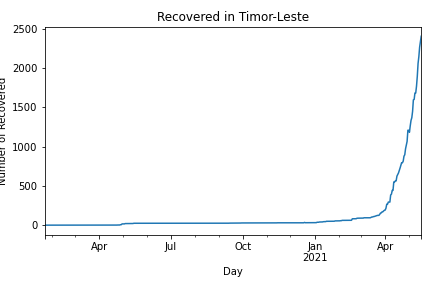 Recovered in Timor-Leste
Number of Recovered
2500
2000
1500
1000
500
0
Apr
Jul
Oct
Jan
2021
Apr
Day